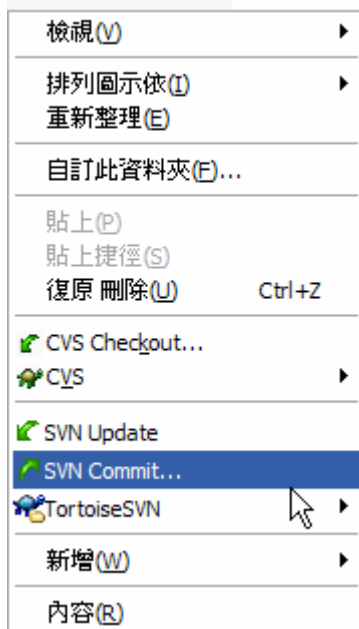 檢視(V)
排列圖示依(I)
重新整理(E)
自訂此資料夾(F)...
貼上(P)
貼上捷徑(S)
復原 刪除(U) Ctrl+Z
CVS Checkout...
CVS
SVN Update
SVN Commit...
TortoiseSVN
新增(W)
內容(R)